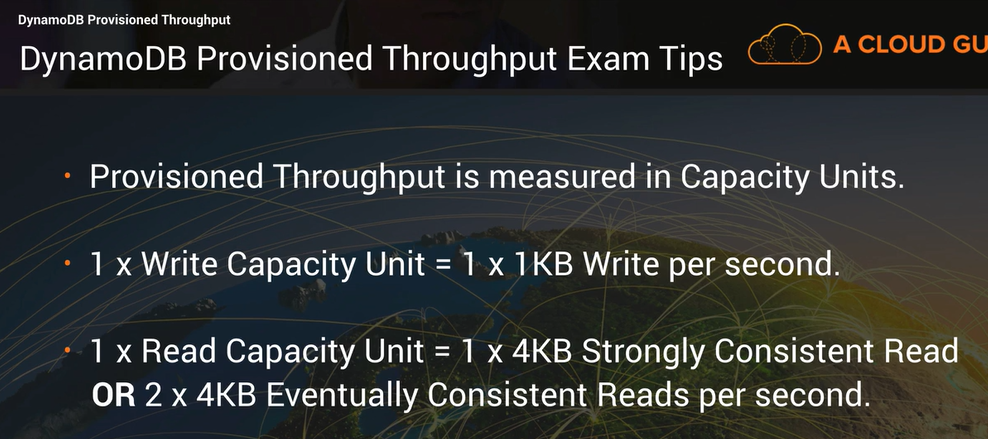 DynamoDB Provisioned Throughput
DynamoDB Provisioned Throughput Exam Tips
A CLOUD GU
• Provisioned Throughput is measured in Capacity Units.
• 1 x Write Capacity Unit = 1 x 1KB Write per second.
• 1 x Read Capacity Unit = 1 x 4KB Strongly Consistent Read
OR 2 x 4KB Eventually Consistent Reads per second.